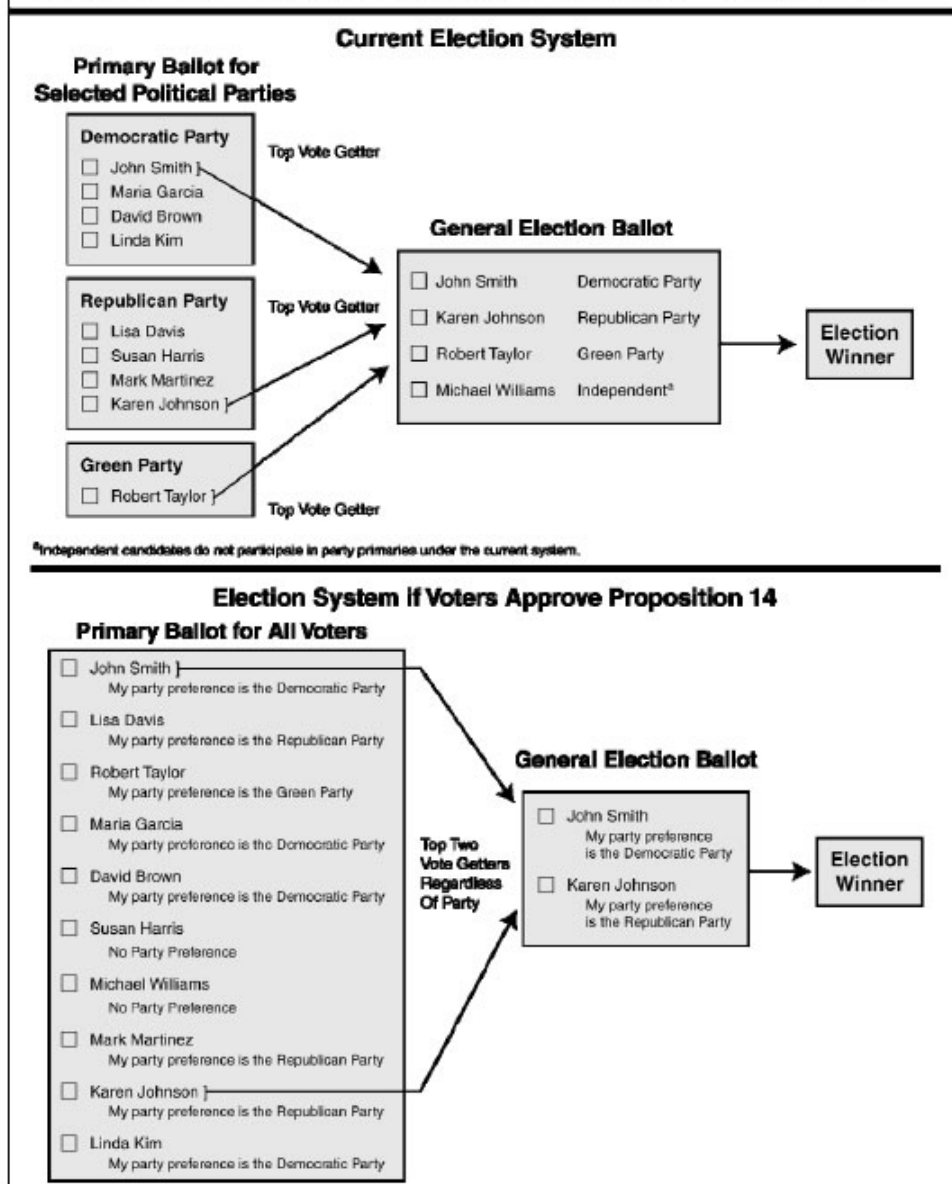 Current Election System
Primary Ballot for
Selected Political Parties
Democratic Party
John Smith ]
Maria Garcia
David Brown
Linda Kim
Top Vote Getter
Republican Party
Lisa Davis
Susan Harris
Mark Martinez
Karen Johnson ]
Top Vote Getter
Green Party
Robert Taylor ]
Top Vote Getter
General Election Ballot
John Smith Democratic Party
Karen Johnson Republican Party
Robert Taylor Green Party
Michael Williams Independentᵃ
Election
Winner
ᵃIndependent candidates do not participate in party primaries under the current system.
Election System if Voters Approve Proposition 14
Primary Ballot for All Voters
John Smith ]
My party preference is the Democratic Party
Lisa Davis
My party preference is the Republican Party
Robert Taylor
My party preference is the Green Party
Maria Garcia
My party preference is the Democratic Party
David Brown
My party preference is the Democratic Party
Susan Harris
No Party Preference
Michael Williams
No Party Preference
Mark Martinez
My party preference is the Republican Party
Karen Johnson ]
My party preference is the Republican Party
Linda Kim
My party preference is the Democratic Party
Top Two
Vote Getters
Regardless
Of Party
General Election Ballot
John Smith
My party preference
is the Democratic Party
Karen Johnson
My party preference
is the Republican Party
Election
Winner